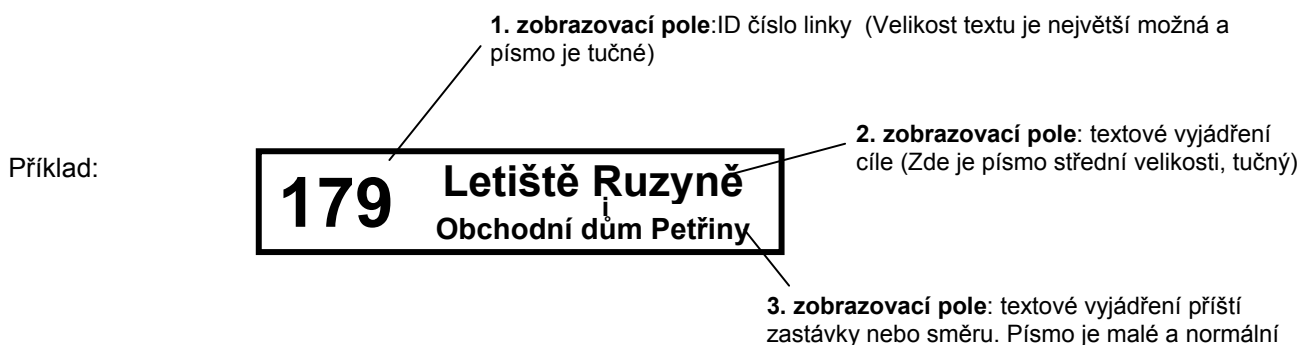 1. zobrazovací pole:ID číslo linky (Velikost textu je největší možná a
písmo je tučné)
2. zobrazovací pole: textové vyjádření
cíle (Zde je písmo střední velikosti, tučný)
Příklad:
179
Letiště Ruzyně
i
Obchodní dům Petřiny
3. zobrazovací pole: textové vyjádření příští
zastávky nebo směru. Písmo je malé a normální